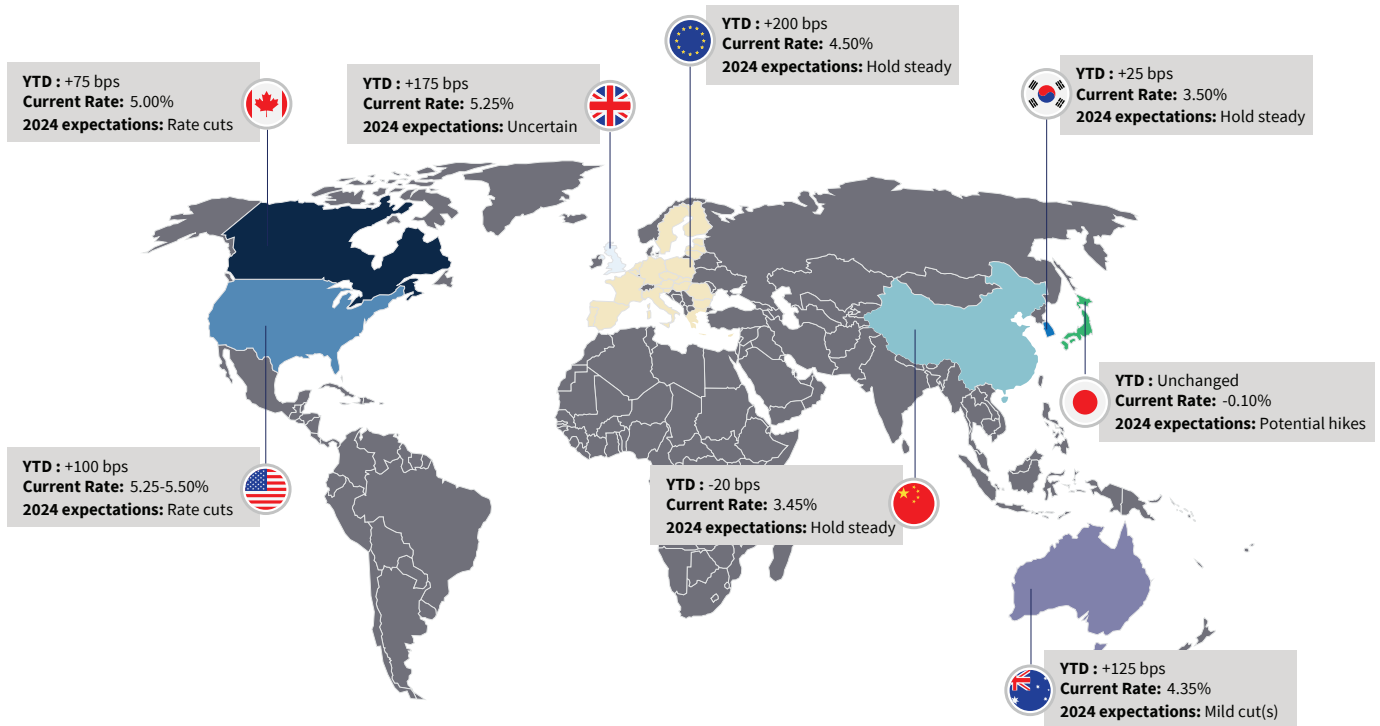 YTD : +200 bps
Current Rate: 4.50%
2024 expectations: Hold steady
YTD : +75 bps
Current Rate: 5.00%
2024 expectations: Rate cuts
YTD : +175 bps
Current Rate: 5.25%
2024 expectations: Uncertain
YTD : +25 bps
Current Rate: 3.50%
2024 expectations: Hold steady
YTD : Unchanged
Current Rate: -0.10%
2024 expectations: Potential hikes
YTD : +100 bps
Current Rate: 5.25-5.50%
2024 expectations: Rate cuts
YTD : -20 bps
Current Rate: 3.45%
2024 expectations: Hold steady
YTD : +125 bps
Current Rate: 4.35%
2024 expectations: Mild cut(s)